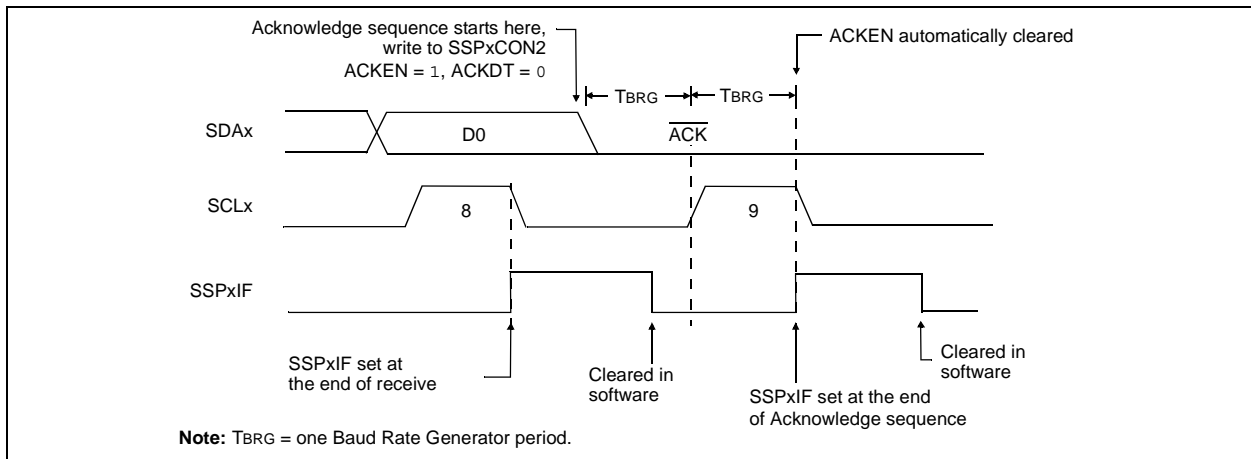 Acknowledge sequence starts here,
write to SSPxCON2
ACKEN = 1, ACKDT = 0
ACKEN automatically cleared
TBRG
TBRG
SDAx
D0
ACK
SCLx
8
9
SSPxIF
SSPxIF set at
the end of receive
Cleared in
software
SSPxIF set at the end
of Acknowledge sequence
Cleared in
software
Note: TBRG = one Baud Rate Generator period.